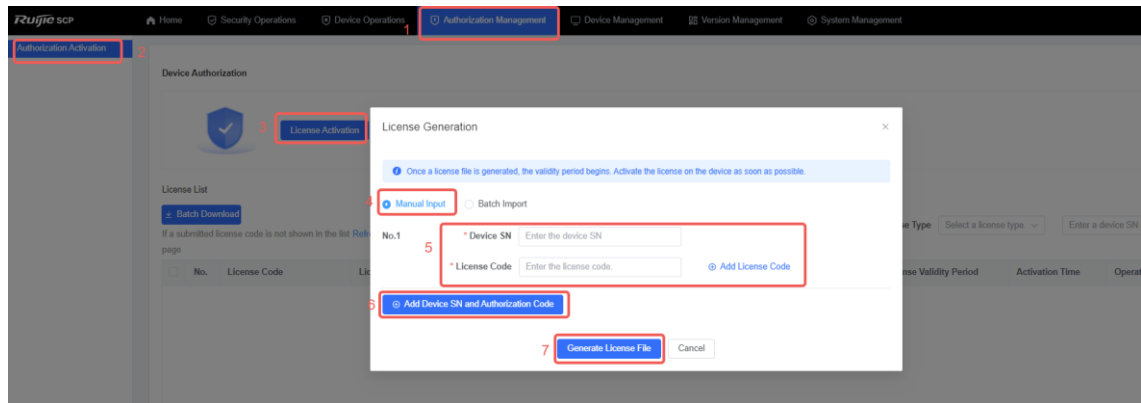 Ruijie SCP Home Security Operations Device Operations Authorization Management Device Management Version Management System Management
1
Authorization Activation 2
Device Authorization
3 License Activation
License Generation
Once a license file is generated, the validity period begins. Activate the license on the device as soon as possible.
License List
4 Manual Input Batch Import
Batch Download
If a submitted license code is not shown in the list Refr
page
No.1 * Device SN Enter the device SN
5
* License Code Enter the license code. Add License Code
se Type Select a license type. Enter a device SN
No. License Code Lic
nse Validity Period Activation Time Operat
6 Add Device SN and Authorization Code
7 Generate License File Cancel